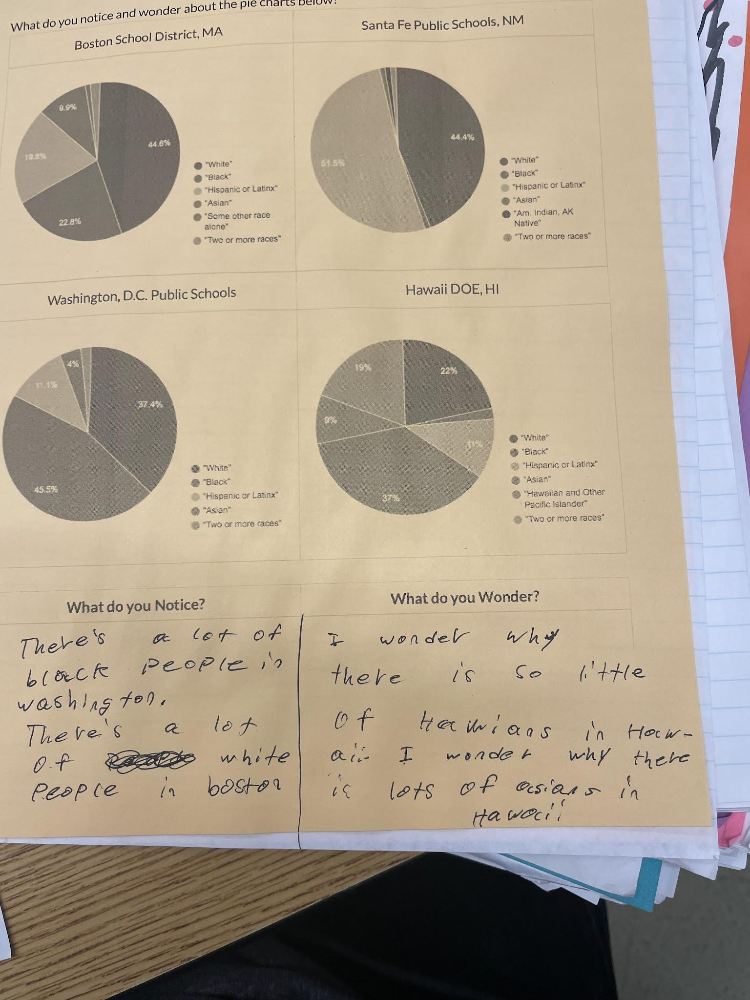 What do you notice and wonder about the pie charts below?
Boston School District, MA
9.9%
44.6%
19.8%
22.8%
"White"
"Black"
"Hispanic or Latinx"
"Asian"
"Some other race
alone"
"Two or more races"
Santa Fe Public Schools, NM
44.4%
51.5%
"White"
"Black"
"Hispanic or Latinx"
"Asian"
"Am. Indian, AK
Native"
"Two or more races"
Washington, D.C. Public Schools
4%
11.1%
37.4%
45.5%
"White"
"Black"
"Hispanic or Latinx"
"Asian"
"Two or more races"
Hawaii DOE, HI
19%
22%
9%
11%
37%
"White"
"Black"
"Hispanic or Latinx"
"Asian"
"Hawaiian and Other
Pacific Islander"
"Two or more races"
What do you Notice?
There's a lot of
black people in
washington.
There's a lot
of white
people in boston
What do you Wonder?
I wonder why
there is so little
of in Haw-
aii I wonder why there
is lots of asians in
Hawaii